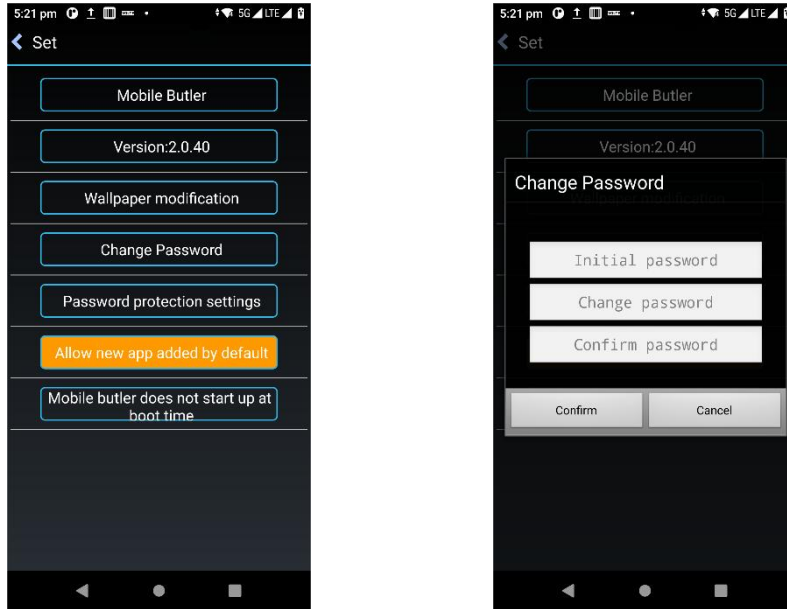 5:21 pm
5G LTE
Set
Mobile Butler
Version:2.0.40
Wallpaper modification
Change Password
Password protection settings
Allow new app added by default
Mobile butler does not start up at
boot time
5:21 pm
5G LTE
Set
Mobile Butler
Version:2.0.40
Change Password
Wallpaper modification
Initial password
Change password
Confirm password
Confirm
Cancel